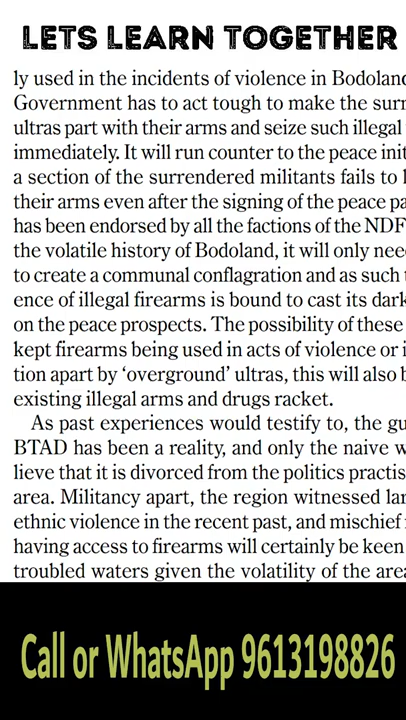 LETS LEARN TOGETHER
ly used in the incidents of violence in Bodoland
Government has to act tough to make the surr
ultras part with their arms and seize such illegal
immediately. It will run counter to the peace init
a section of the surrendered militants fails to
their arms even after the signing of the peace pa
has been endorsed by all the factions of the NDF
the volatile history of Bodoland, it will only nee
to create a communal conflagration and as such
ence of illegal firearms is bound to cast its dark
on the peace prospects. The possibility of these
kept firearms being used in acts of violence or i
tion apart by ‘overground’ ultras, this will also b
existing illegal arms and drugs racket.
As past experiences would testify to, the gu
BTAD has been a reality, and only the naive w
lieve that it is divorced from the politics practis
area. Militancy apart, the region witnessed lar
ethnic violence in the recent past, and mischief
having access to firearms will certainly be keen
troubled waters given the volatility of the area
Call or WhatsApp 9613198826